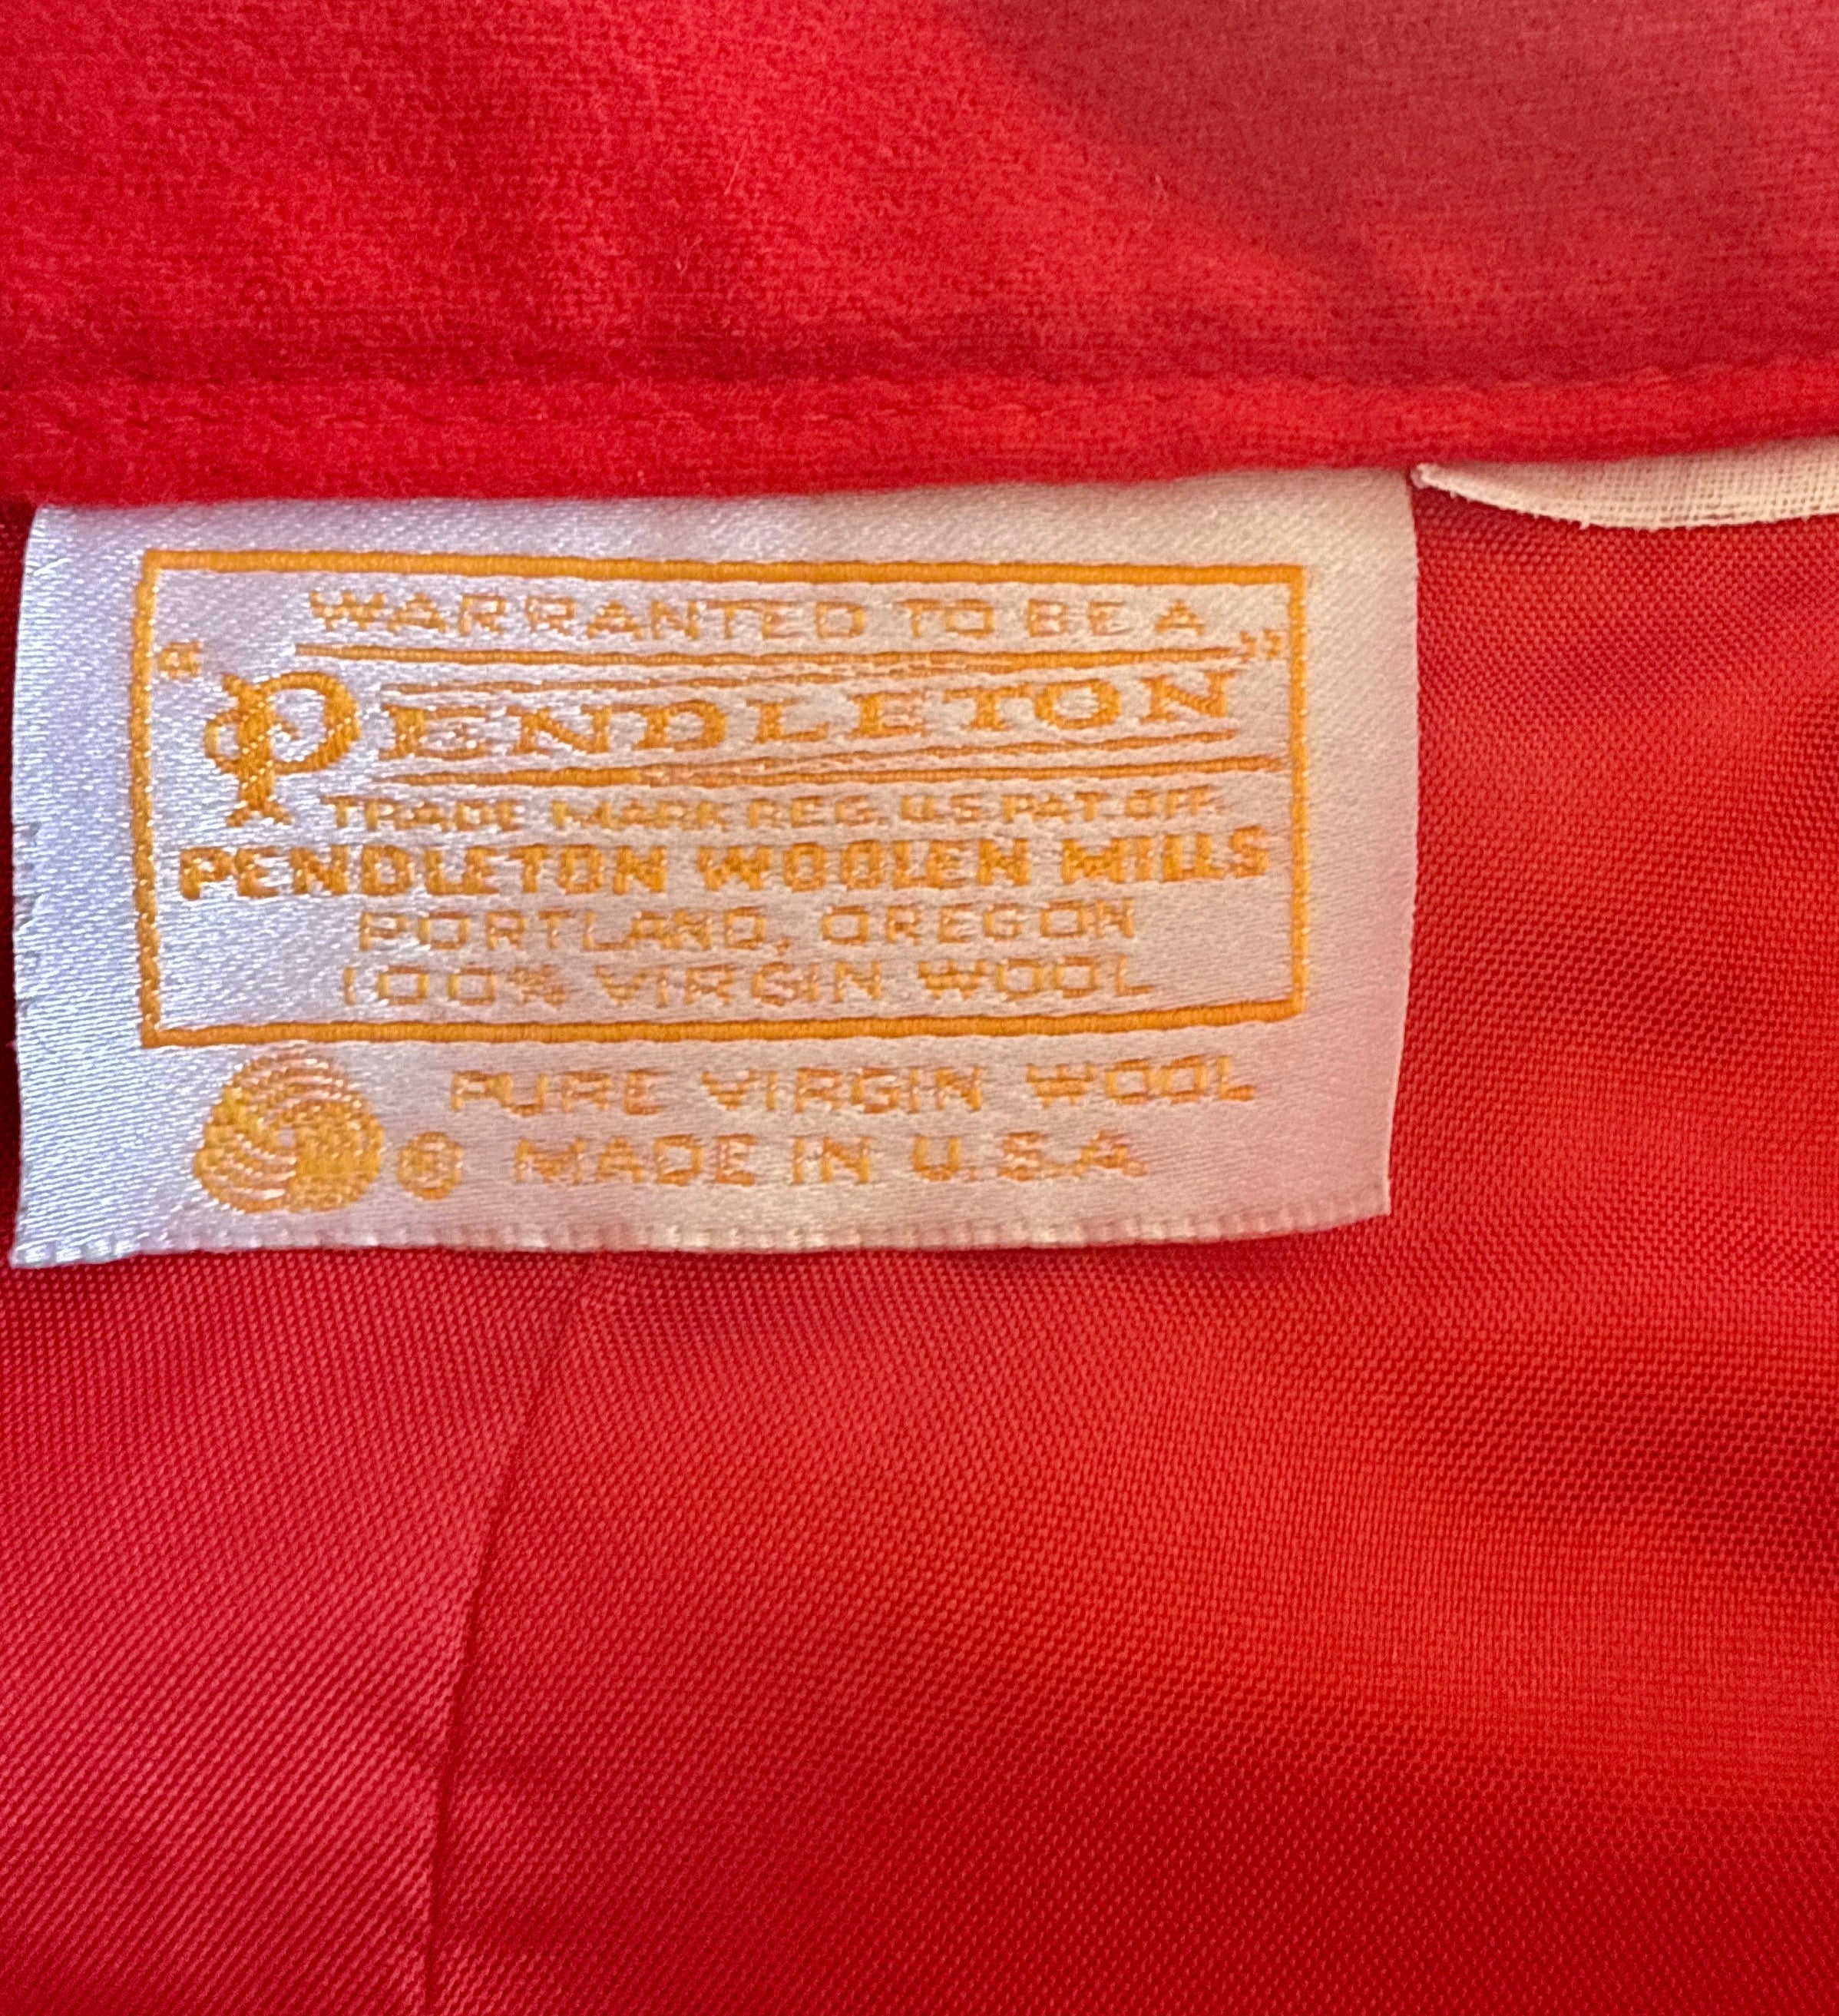 WARRANTED TO BE A
"PENDLETON"
TRADE MARK REG. U.S. PAT. OFF.
PENDLETON WOOLEN MILLS
PORTLAND, OREGON
100% VIRGIN WOOL
PURE VIRGIN WOOL
® MADE IN U.S.A.